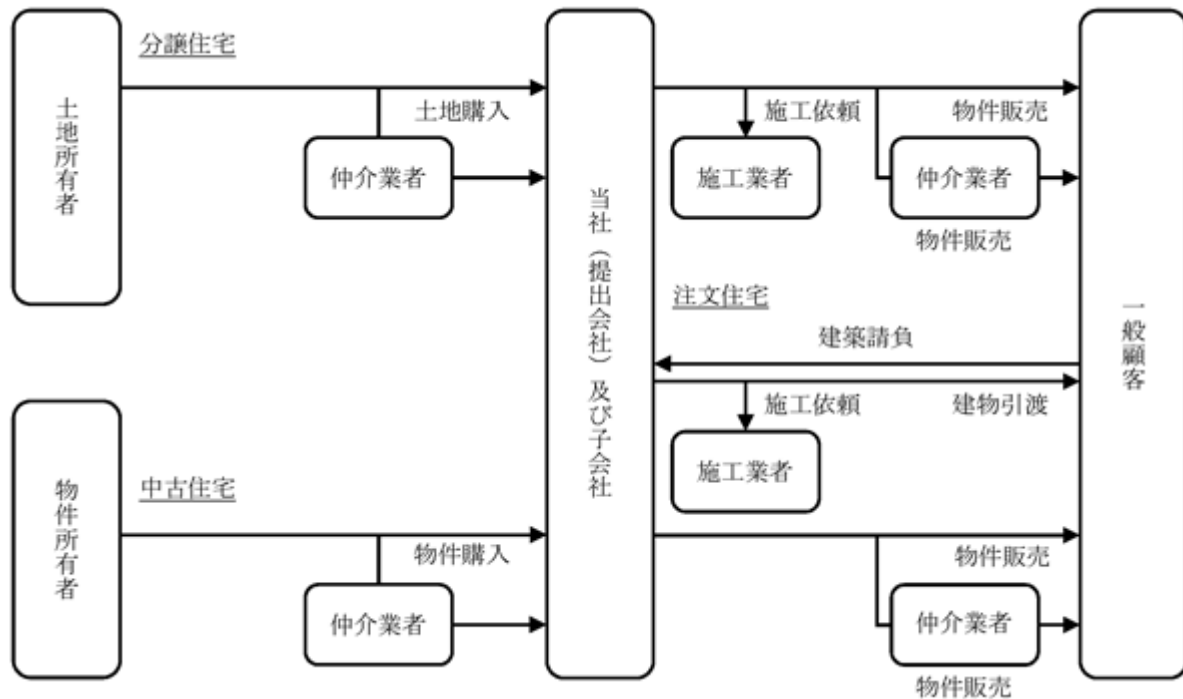 分譲住宅
土地所有者
土地購入
仲介業者
当社（提出会社）及び子会社
施工依頼
物件販売
施工業者
仲介業者
物件販売
注文住宅
建築請負
一般顧客
施工依頼
建物引渡
施工業者
中古住宅
物件所有者
物件購入
仲介業者
物件販売
仲介業者
物件販売